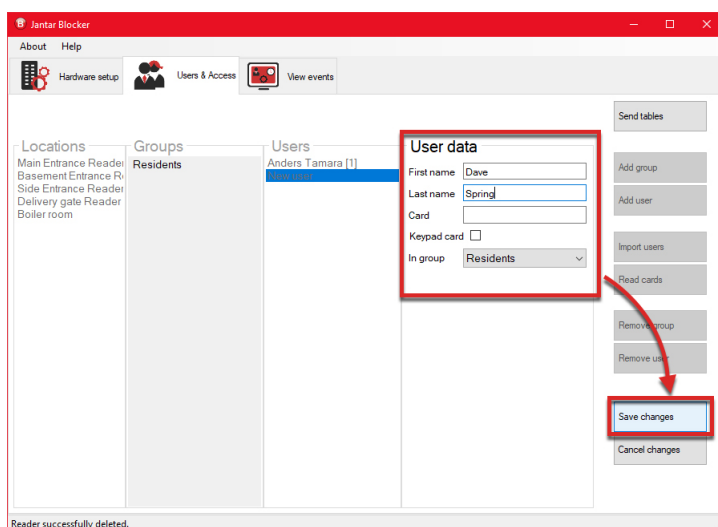 Jantar Blocker
About Help
Hardware setup
Users & Access
View events
Locations
Main Entrance Reader
Basement Entrance R
Side Entrance Reader
Delivery gate Reader
Boiler room
Groups
Residents
Users
Anders Tamara [1]
New user
User data
First name Dave
Last name Spring
Card
Keypad card
In group Residents
Send tables
Add group
Add user
Import users
Read cards
Remove group
Remove user
Save changes
Cancel changes
Reader successfully deleted.